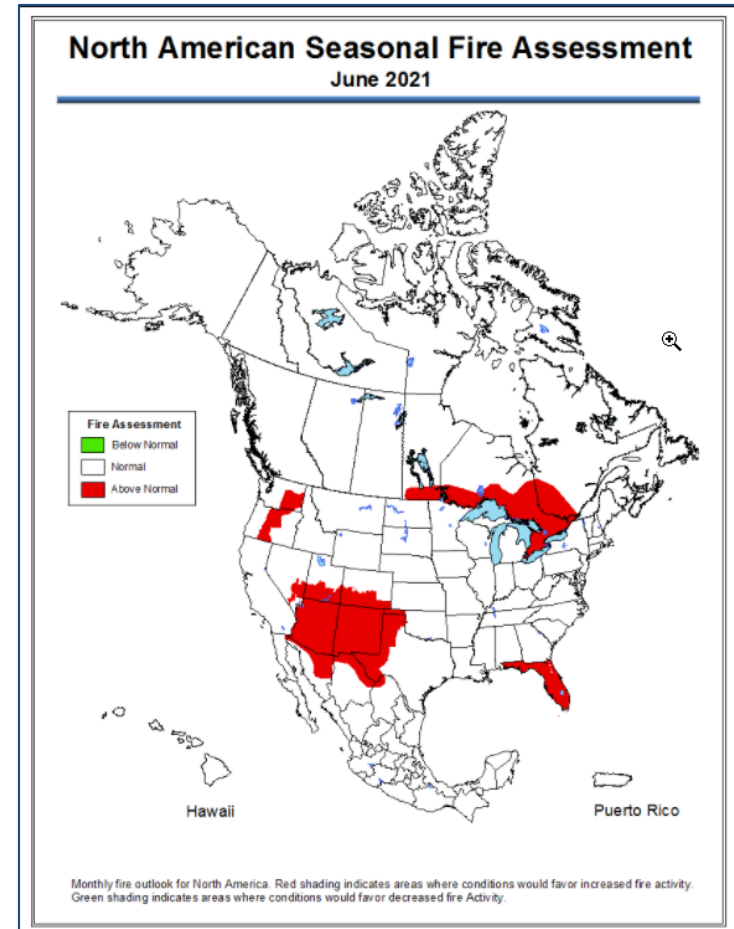 North American Seasonal Fire Assessment
June 2021
Fire Assessment
Below Normal
Normal
Above Normal
Hawaii
Puerto Rico
Monthly fire outlook for North America. Red shading indicates areas where conditions would favor increased fire activity.
Green shading indicates areas where conditions would favor decreased fire Activity.